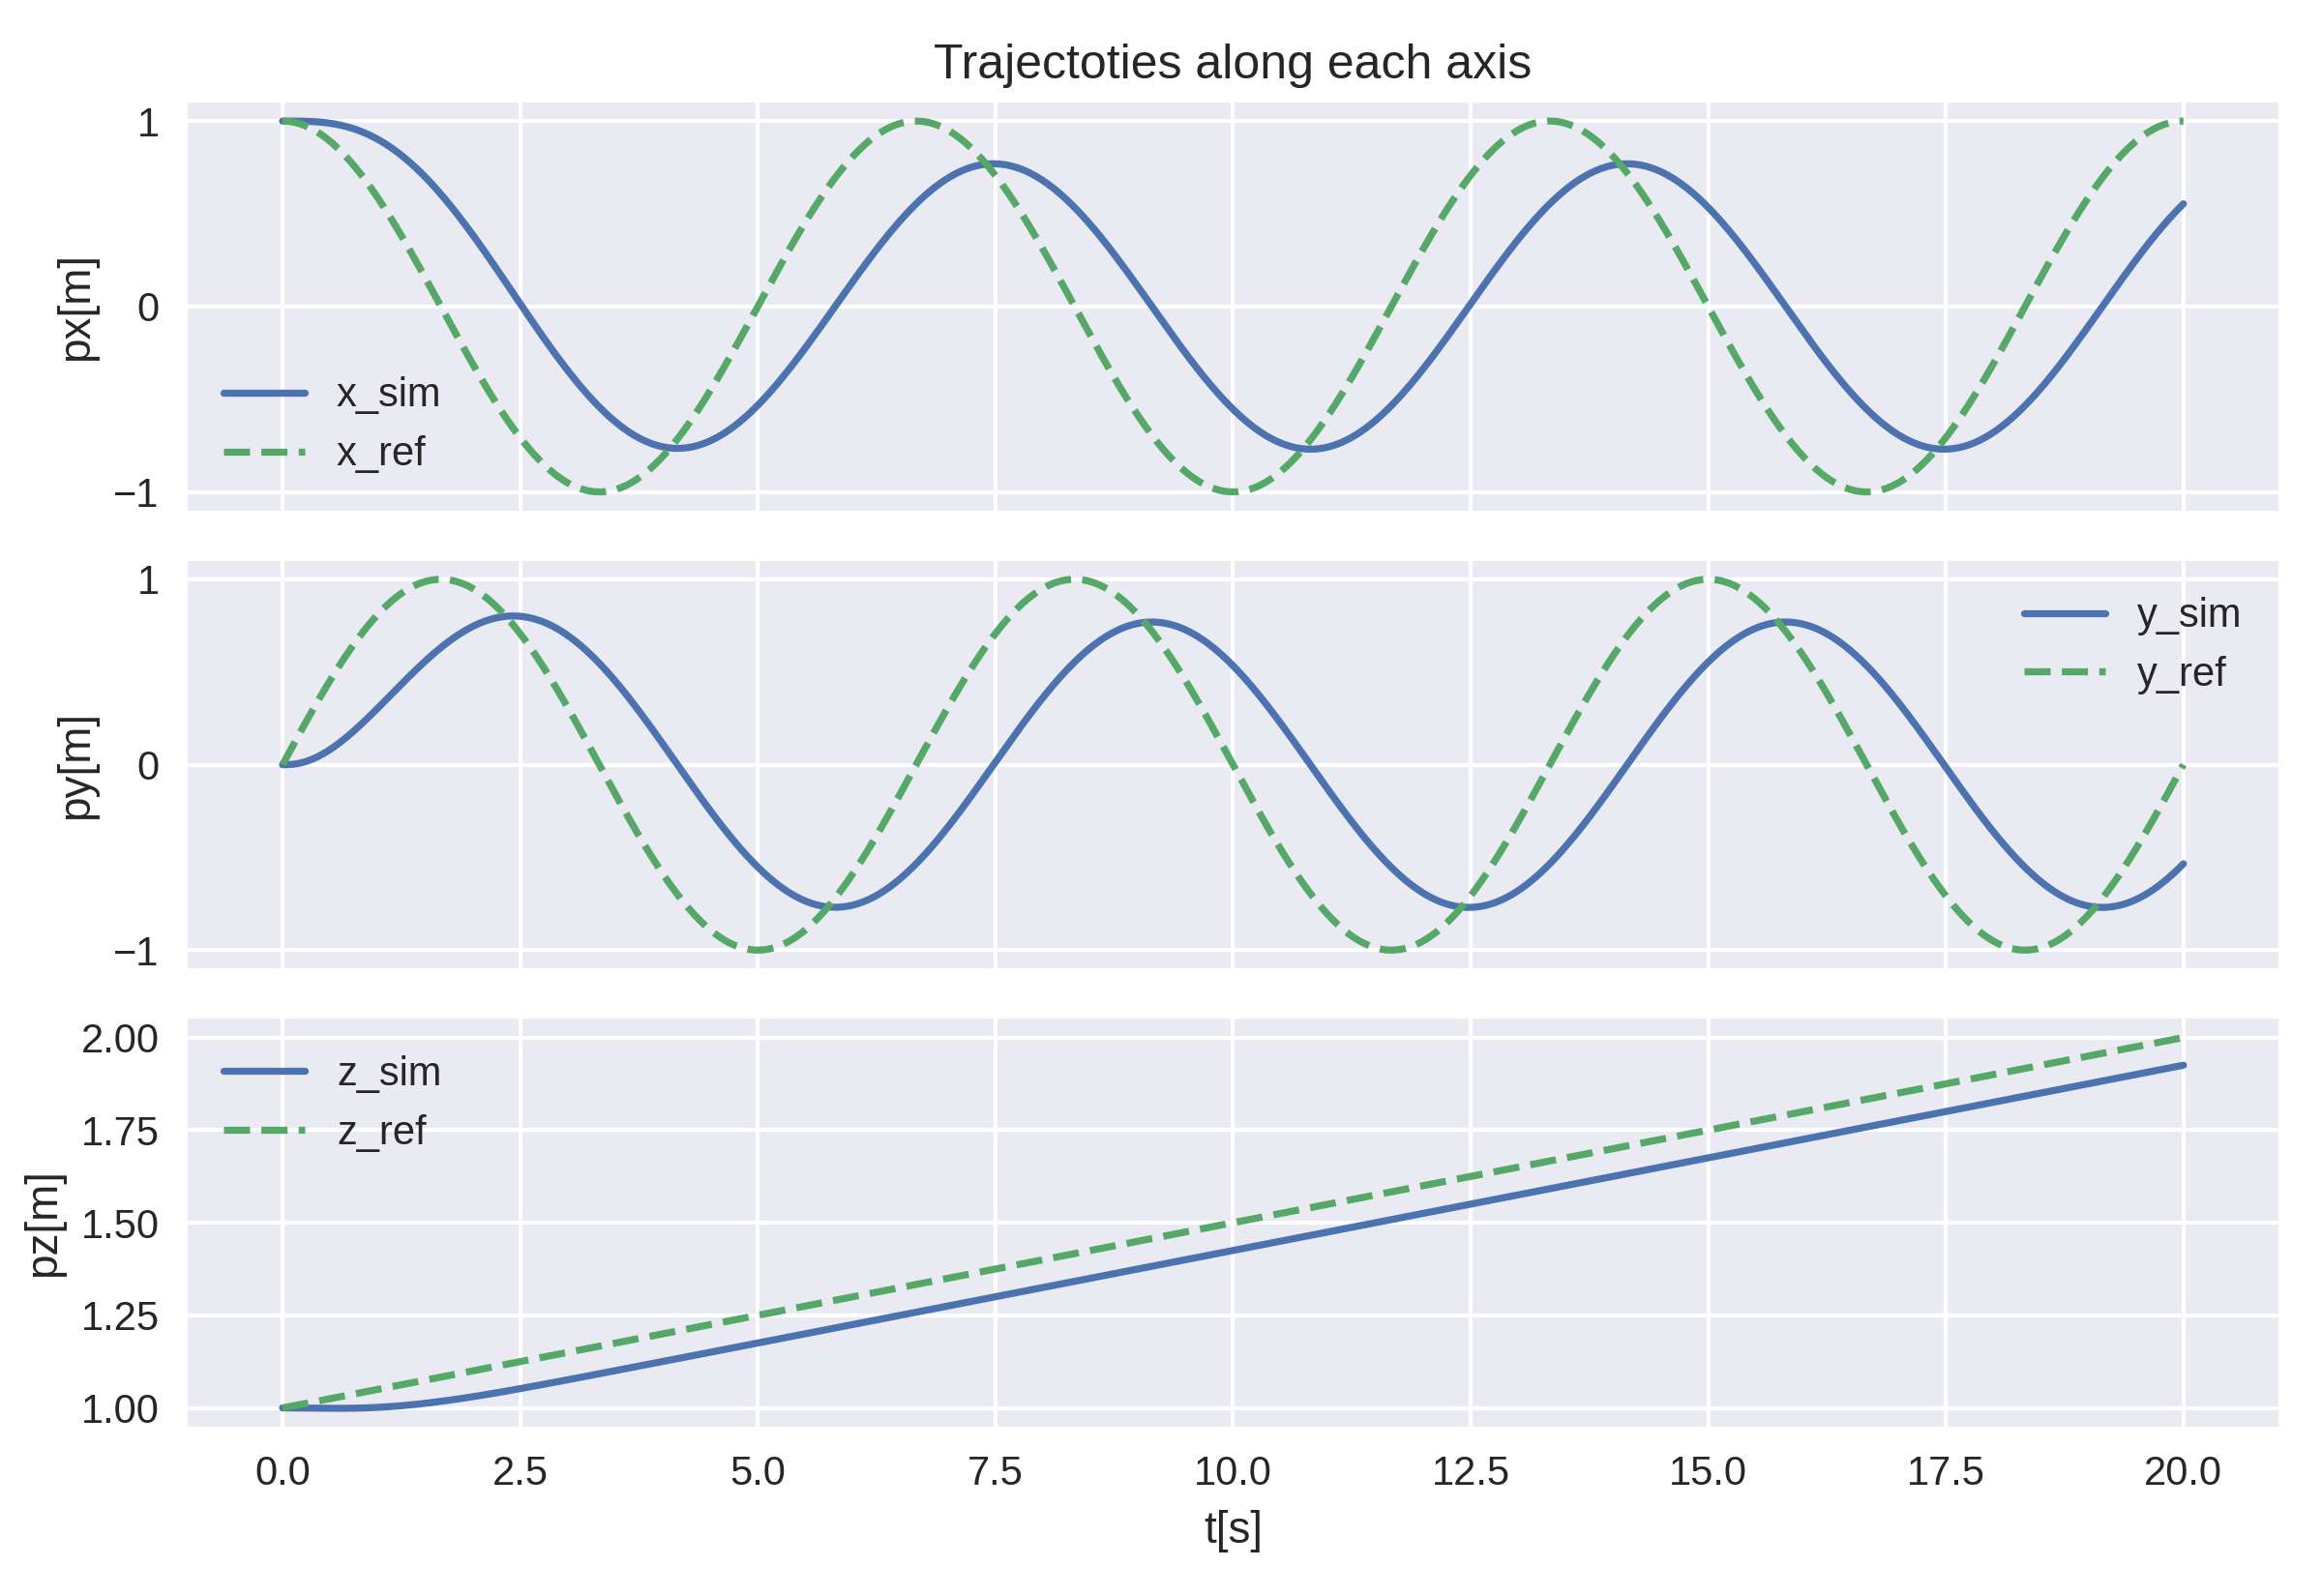 Trajectoties along each axis
1
0
−1
px[m]
x_sim
x_ref
1
0
−1
py[m]
y_sim
y_ref
2.00
1.75
1.50
1.25
1.00
pz[m]
z_sim
z_ref
0.0 2.5 5.0 7.5 10.0 12.5 15.0 17.5 20.0
t[s]